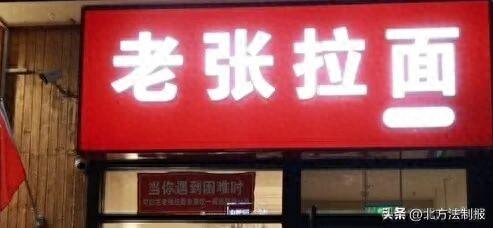 老张拉面
当你遇到困难时
头条 @北方法制报